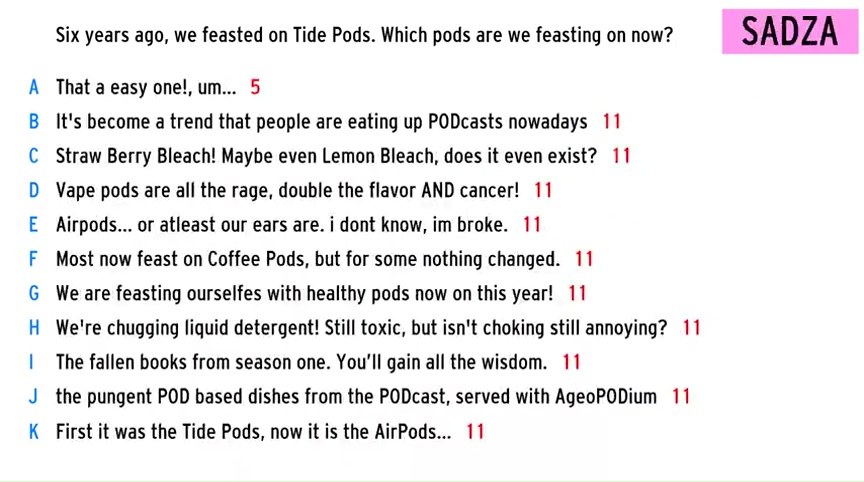 Six years ago, we feasted on Tide Pods. Which pods are we feasting on now?
SADZA
A That a easy one!, um... 5
B It's become a trend that people are eating up PODcasts nowadays 11
C Straw Berry Bleach! Maybe even Lemon Bleach, does it even exist? 11
D Vape pods are all the rage, double the flavor AND cancer! 11
E Airpods... or atleast our ears are. i dont know, im broke. 11
F Most now feast on Coffee Pods, but for some nothing changed. 11
G We are feasting ourselfes with healthy pods now on this year! 11
H We're chugging liquid detergent! Still toxic, but isn't choking still annoying? 11
I The fallen books from season one. You’ll gain all the wisdom. 11
J the pungent POD based dishes from the PODcast, served with AgeoPODium 11
K First it was the Tide Pods, now it is the AirPods... 11